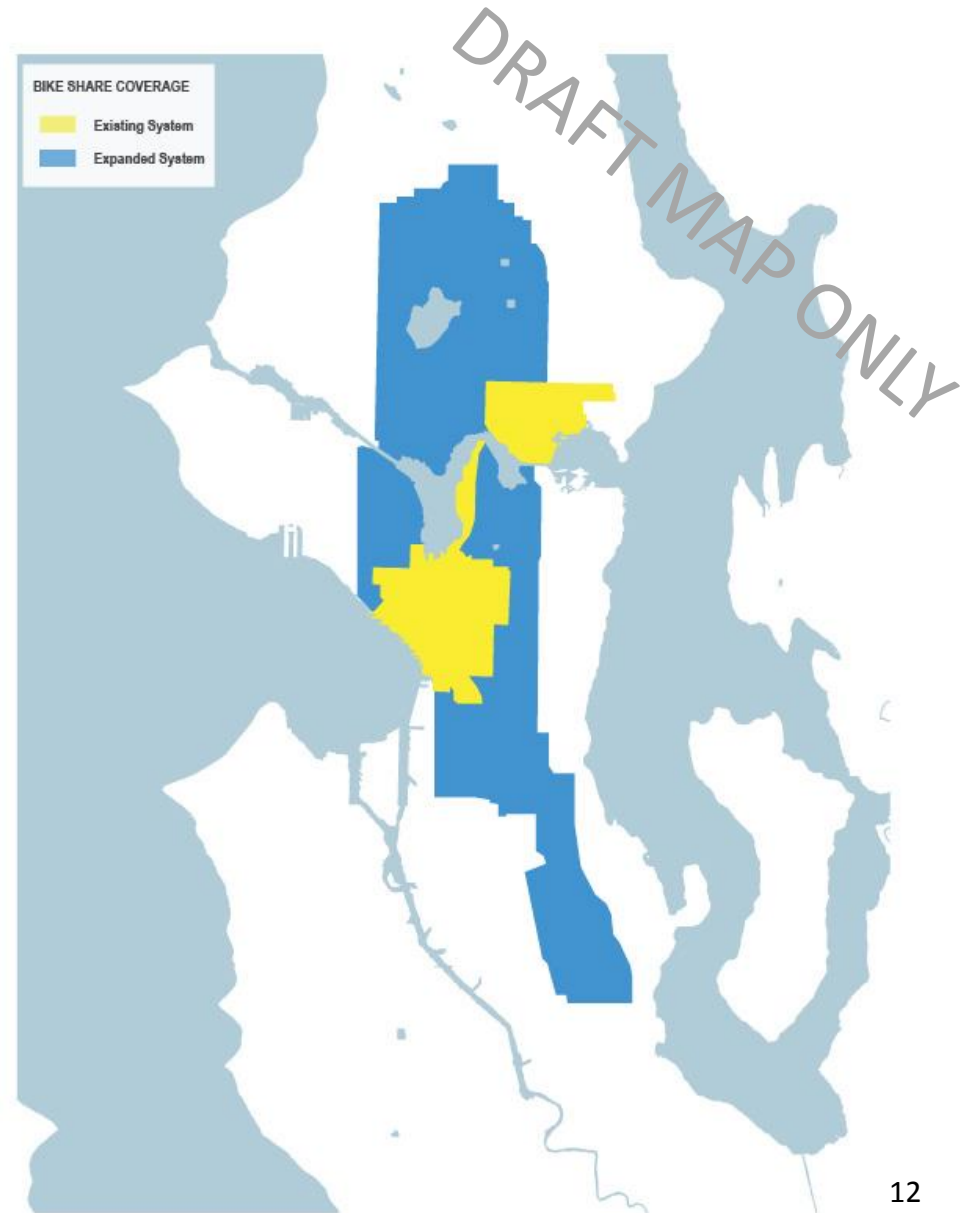 DRAFT MAP ONLY
BIKE SHARE COVERAGE
Existing System
Expanded System
12